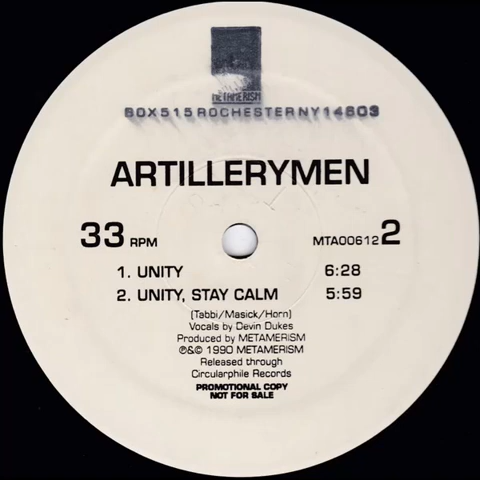 METAMERISM
BOX515ROCHESTERNY14603
ARTILLERYMEN
33 RPM
MTA00612 2
1. UNITY 6:28
2. UNITY, STAY CALM 5:59
(Tabbi/Masick/Horn)
Vocals by Devin Dukes
Produced by METAMERISM
℗&© 1990 METAMERISM
Released through
Circularphile Records
PROMOTIONAL COPY
NOT FOR SALE